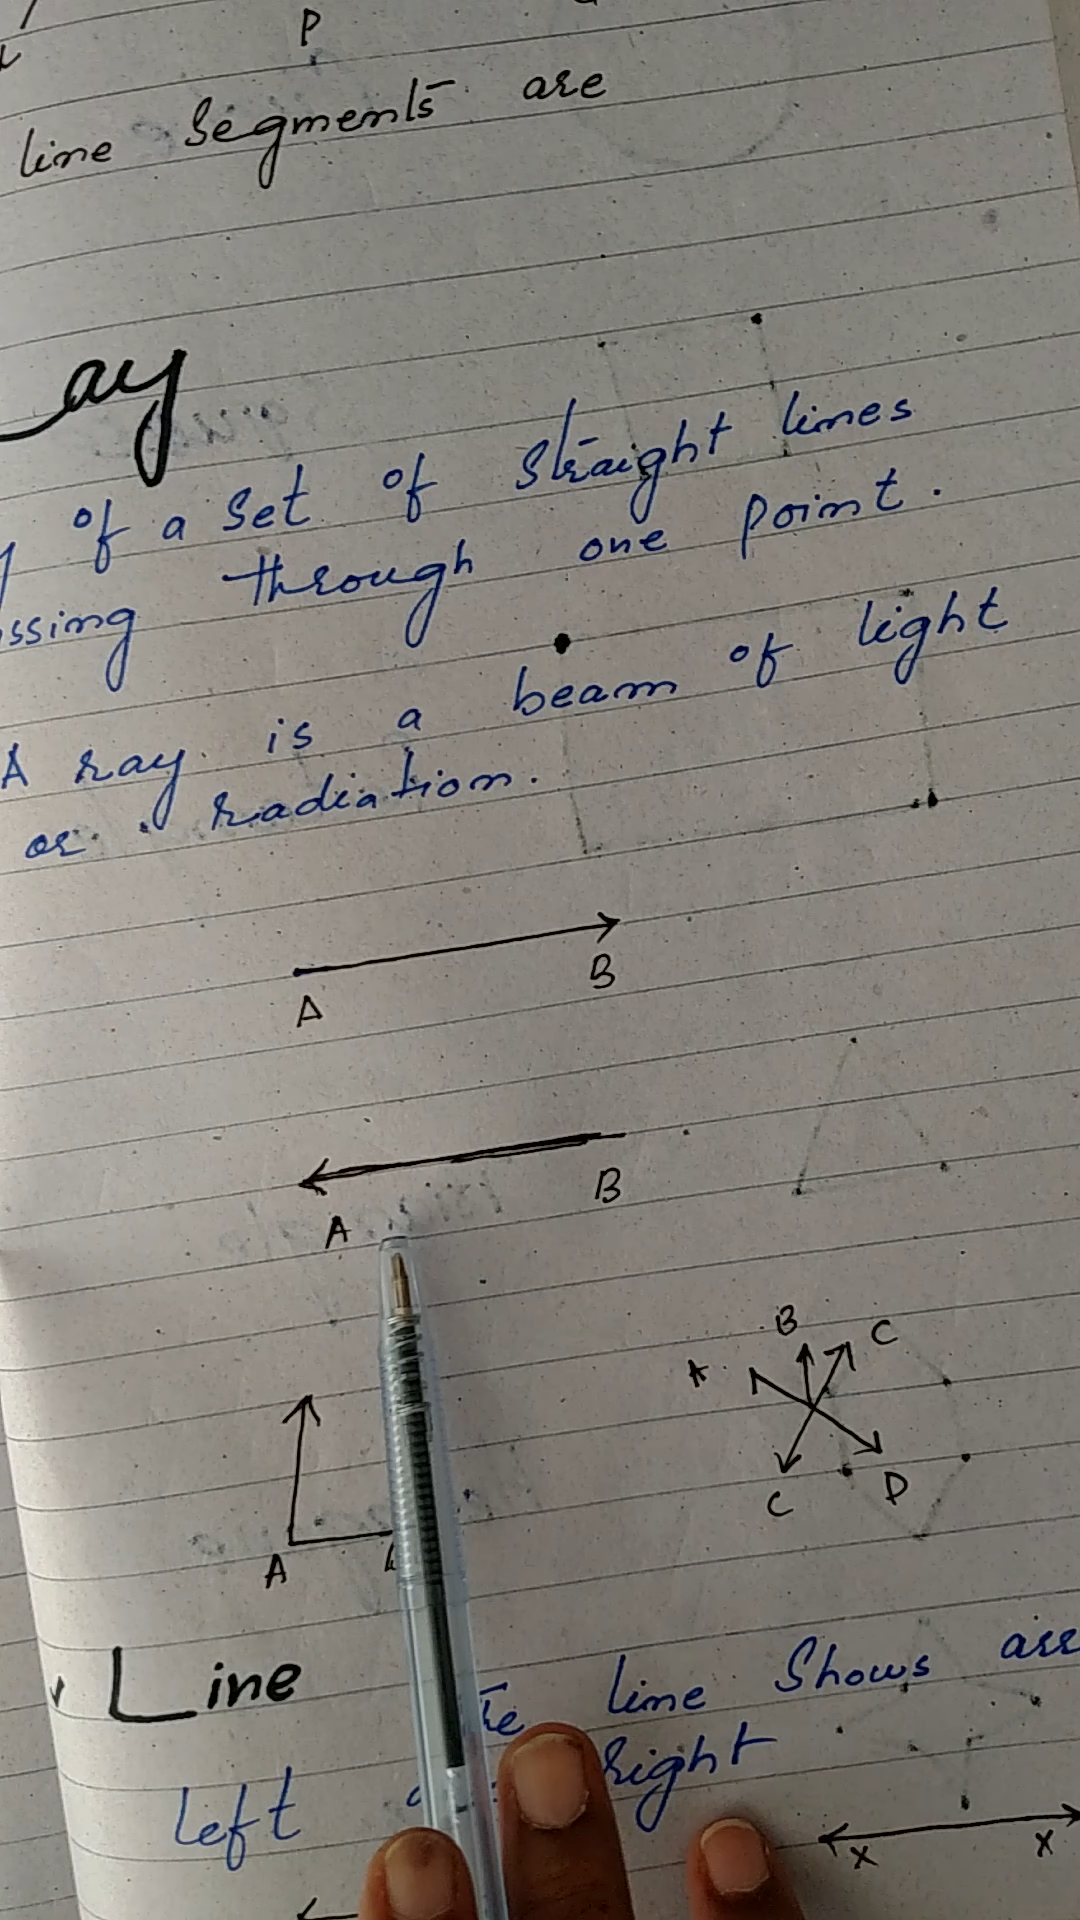 P
line Segments are
ay
of a set of straight lines
ssing through one point.
A ray is a beam of light
or radiation.
A B
A B
B C
A
C D
A
Line line Shows
left right
X X